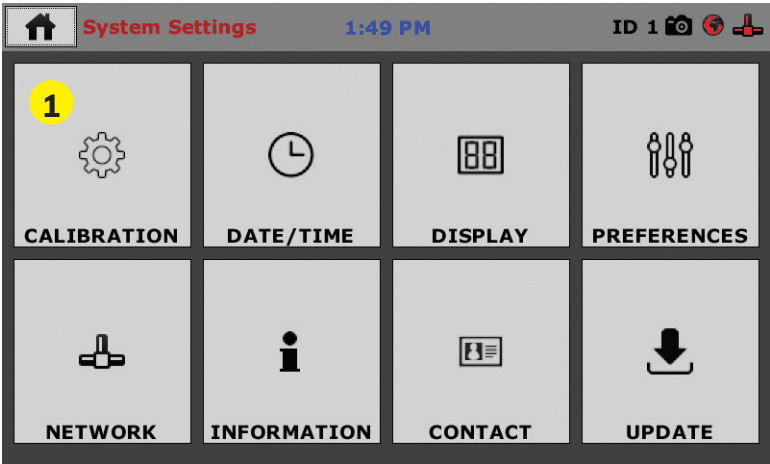 System Settings 1:49 PM ID 1
1
CALIBRATION DATE/TIME DISPLAY PREFERENCES
NETWORK INFORMATION CONTACT UPDATE